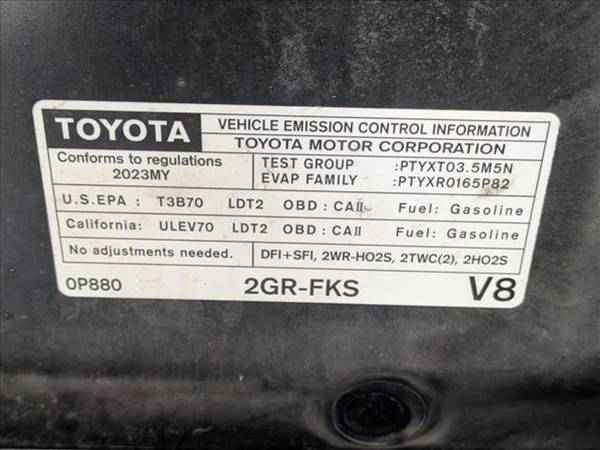 TOYOTA
VEHICLE EMISSION CONTROL INFORMATION
TOYOTA MOTOR CORPORATION
Conforms to regulations
2023MY
TEST GROUP :PTYXT03.5M5N
EVAP FAMILY :PTYXR0165P82
U.S.EPA : T3B70 LDT2 OBD : CAII Fuel: Gasoline
California: ULEV70 LDT2 OBD : CAII Fuel: Gasoline
No adjustments needed. DFI+SFI, 2WR-HO2S, 2TWC(2), 2HO2S
0P880 2GR-FKS V8